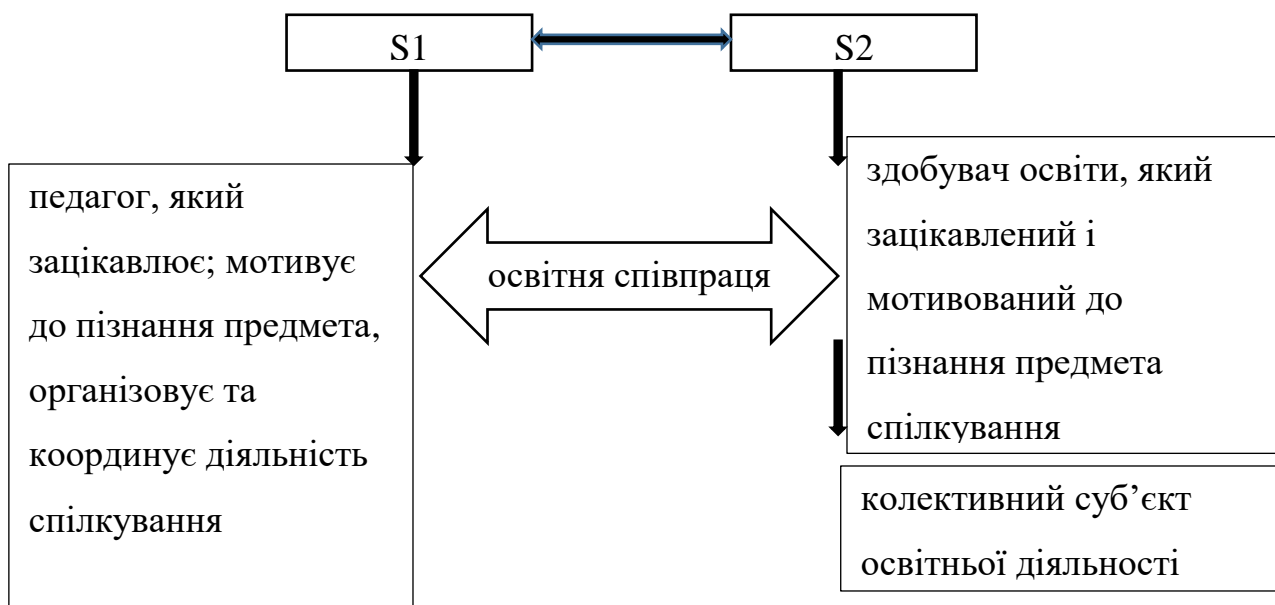 S1
S2
педагог, який
зацікавлює; мотивує
до пізнання предмета,
організовує та
координує діяльність
спілкування
освітня співпраця
здобувач освіти, який
зацікавлений і
мотивований до
пізнання предмета
спілкування
колективний суб’єкт
освітньої діяльності